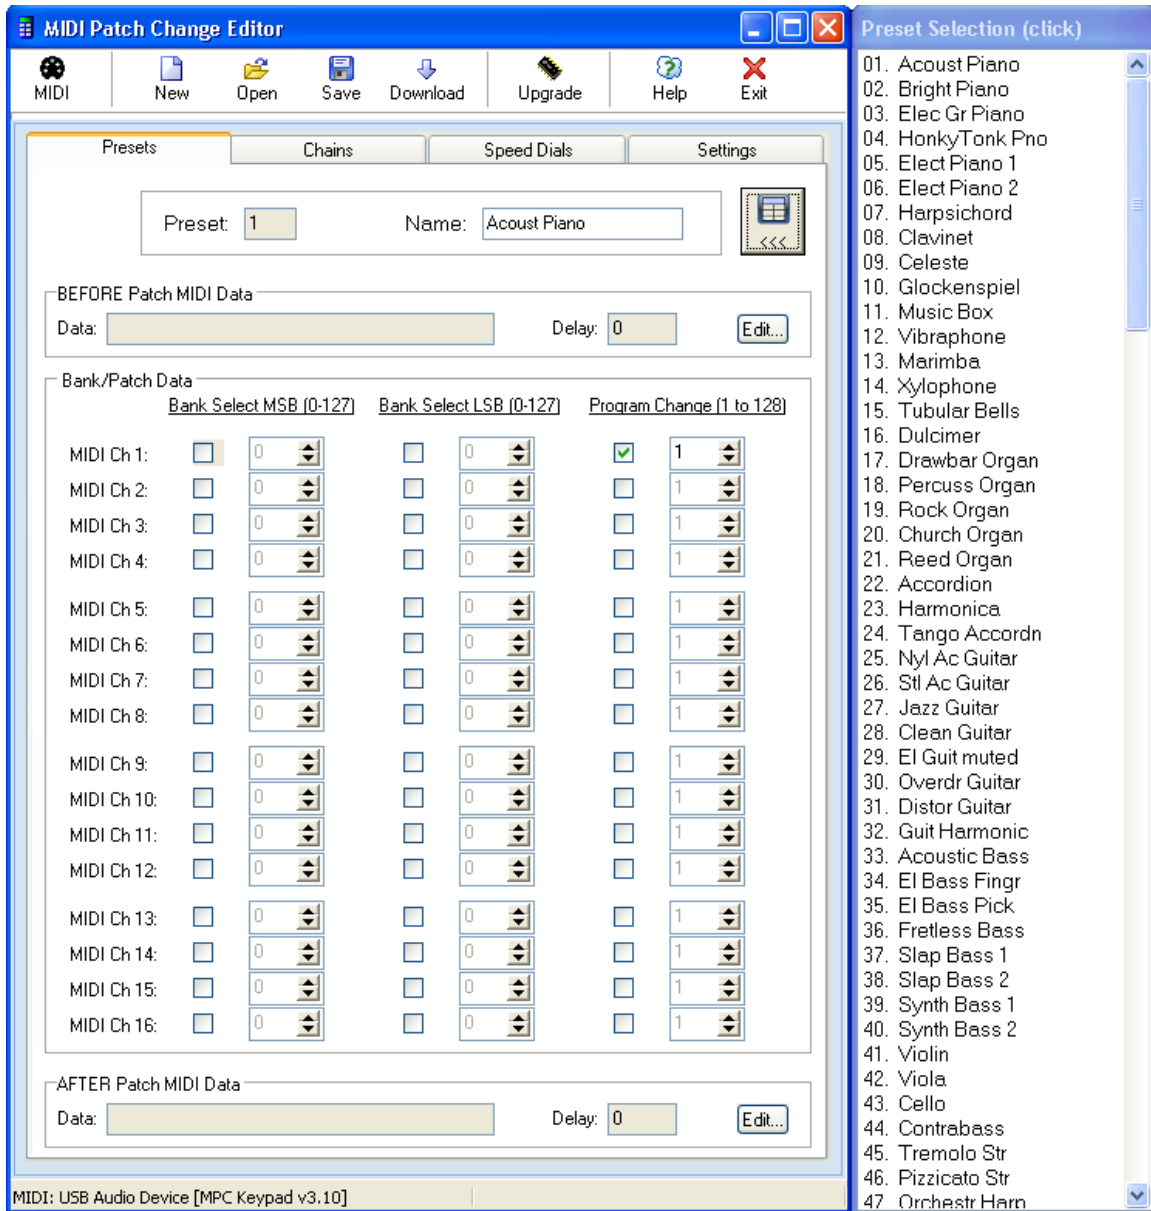 MIDI Patch Change Editor
MIDI New Open Save Download Upgrade Help Exit
Presets Chains Speed Dials Settings
Preset: 1 Name: Acoust Piano
<<<
BEFORE Patch MIDI Data
Data: Delay: 0 Edit...
Bank/Patch Data
Bank Select MSB (0-127) Bank Select LSB (0-127) Program Change (1 to 128)
MIDI Ch 1: 0 0 1
MIDI Ch 2: 0 0 1
MIDI Ch 3: 0 0 1
MIDI Ch 4: 0 0 1
MIDI Ch 5: 0 0 1
MIDI Ch 6: 0 0 1
MIDI Ch 7: 0 0 1
MIDI Ch 8: 0 0 1
MIDI Ch 9: 0 0 1
MIDI Ch 10: 0 0 1
MIDI Ch 11: 0 0 1
MIDI Ch 12: 0 0 1
MIDI Ch 13: 0 0 1
MIDI Ch 14: 0 0 1
MIDI Ch 15: 0 0 1
MIDI Ch 16: 0 0 1
AFTER Patch MIDI Data
Data: Delay: 0 Edit...
MIDI: USB Audio Device [MPC Keypad v3.10]
Preset Selection (click)
01. Acoust Piano
02. Bright Piano
03. Elec Gr Piano
04. HonkyTonk Pno
05. Elect Piano 1
06. Elect Piano 2
07. Harpsichord
08. Clavinet
09. Celeste
10. Glockenspiel
11. Music Box
12. Vibraphone
13. Marimba
14. Xylophone
15. Tubular Bells
16. Dulcimer
17. Drawbar Organ
18. Percuss Organ
19. Rock Organ
20. Church Organ
21. Reed Organ
22. Accordion
23. Harmonica
24. Tango Accordn
25. Nyl Ac Guitar
26. Stl Ac Guitar
27. Jazz Guitar
28. Clean Guitar
29. El Guit muted
30. Overdr Guitar
31. Distor Guitar
32. Guit Harmonic
33. Acoustic Bass
34. El Bass Fingr
35. El Bass Pick
36. Fretless Bass
37. Slap Bass 1
38. Slap Bass 2
39. Synth Bass 1
40. Synth Bass 2
41. Violin
42. Viola
43. Cello
44. Contrabass
45. Tremolo Str
46. Pizzicato Str
47. Orchestr Harp